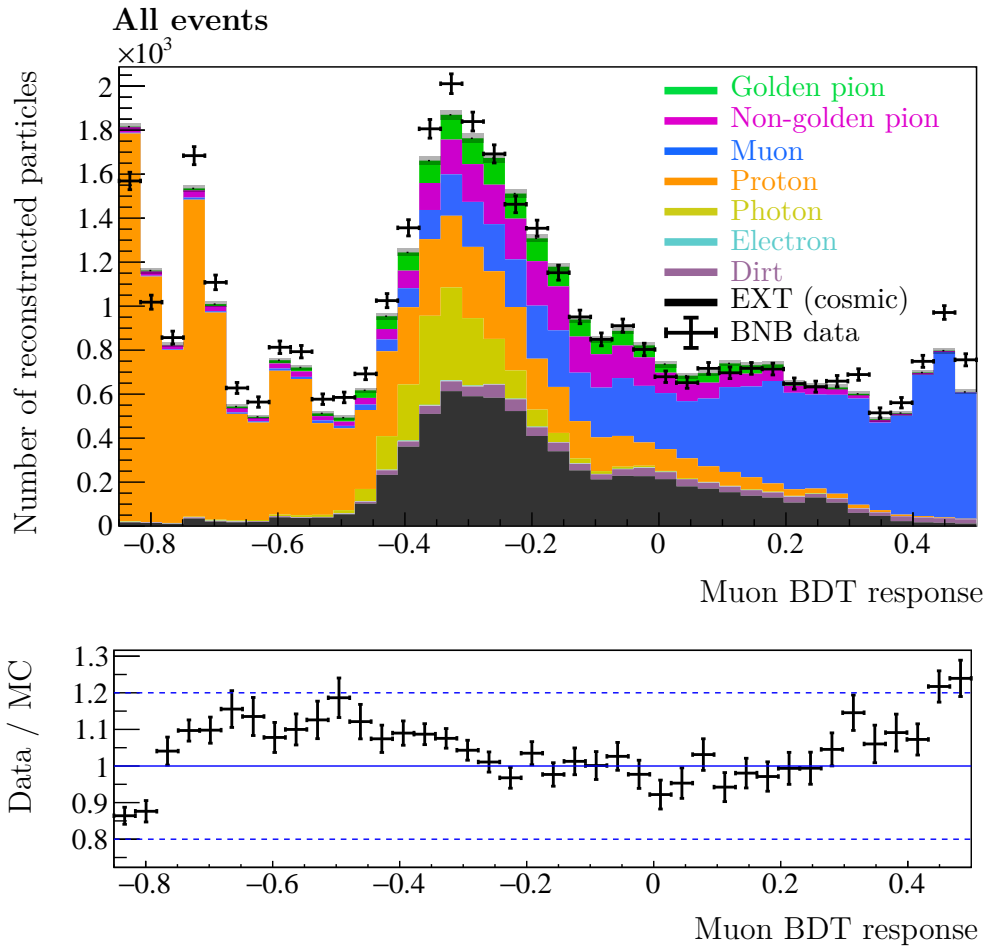 All events
×10³
Number of reconstructed particles
2
1.8
1.6
1.4
1.2
1
0.8
0.6
0.4
0.2
0
Golden pion
Non-golden pion
Muon
Proton
Photon
Electron
Dirt
EXT (cosmic)
BNB data
−0.8 −0.6 −0.4 −0.2 0 0.2 0.4
Muon BDT response
Data / MC
1.3
1.2
1.1
1
0.9
0.8
−0.8 −0.6 −0.4 −0.2 0 0.2 0.4
Muon BDT response